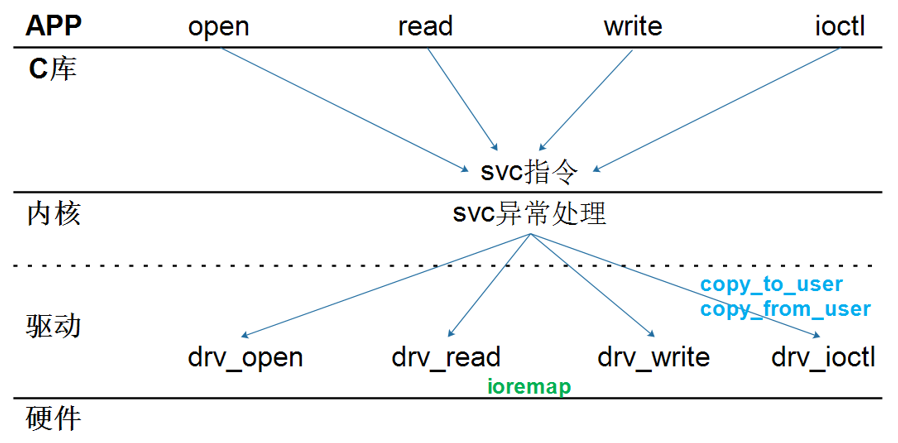 APP open read write ioctl
C库
svc指令
内核 svc异常处理
copy_to_user
copy_from_user
驱动
drv_open drv_read drv_write drv_ioctl
ioremap
硬件